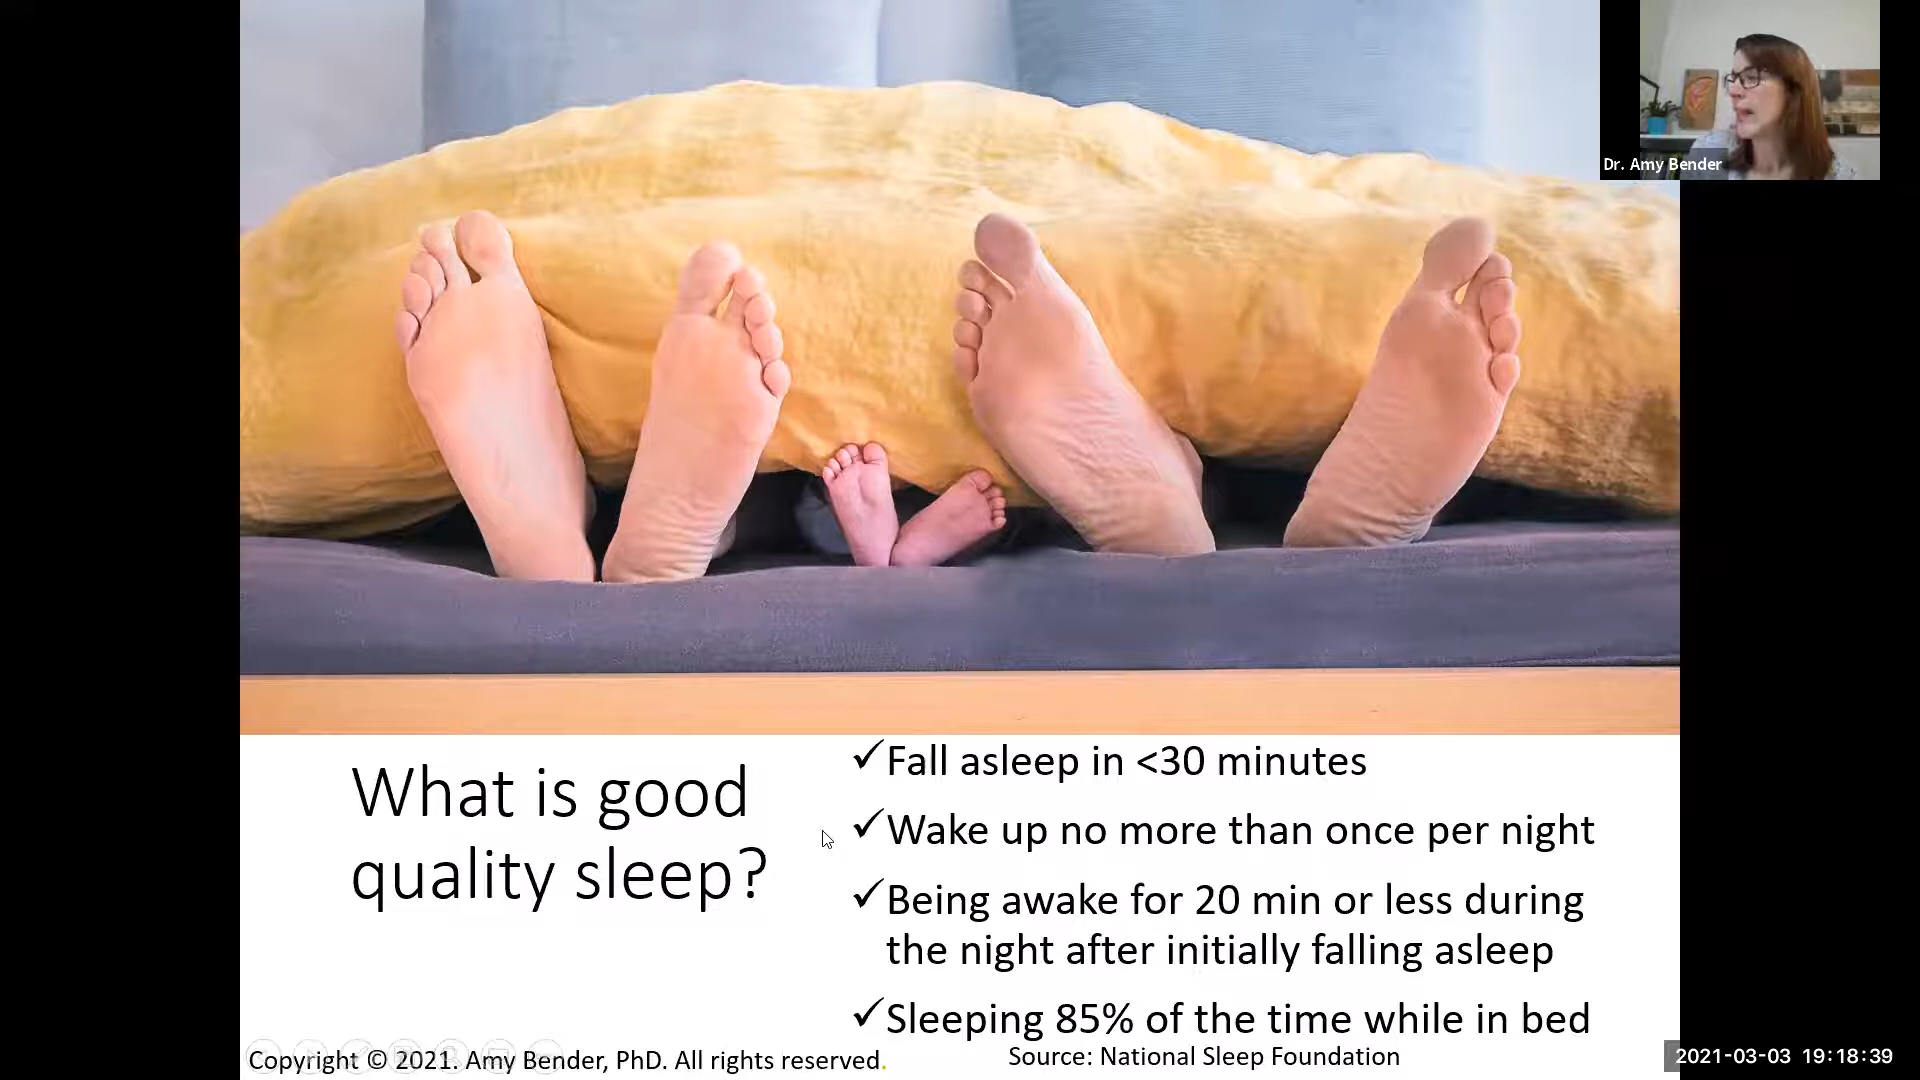 Dr. Amy Bender
What is good
quality sleep?
✓Fall asleep in <30 minutes
✓Wake up no more than once per night
✓Being awake for 20 min or less during
the night after initially falling asleep
✓Sleeping 85% of the time while in bed
Copyright © 2021. Amy Bender, PhD. All rights reserved.
Source: National Sleep Foundation
2021-03-03 19:18:39